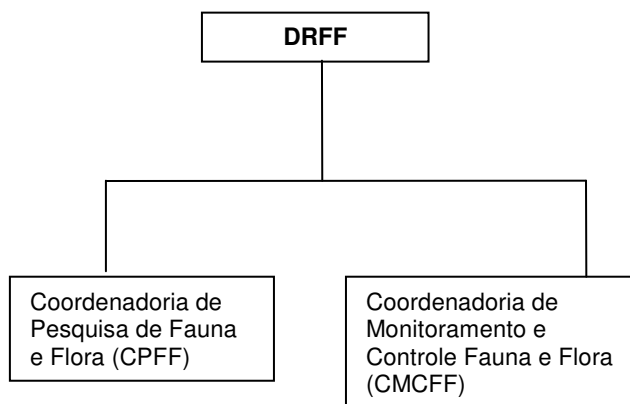 DRFF
Coordenadoria de
Pesquisa de Fauna
e Flora (CPFF)
Coordenadoria de
Monitoramento e
Controle Fauna e Flora
(CMCFF)